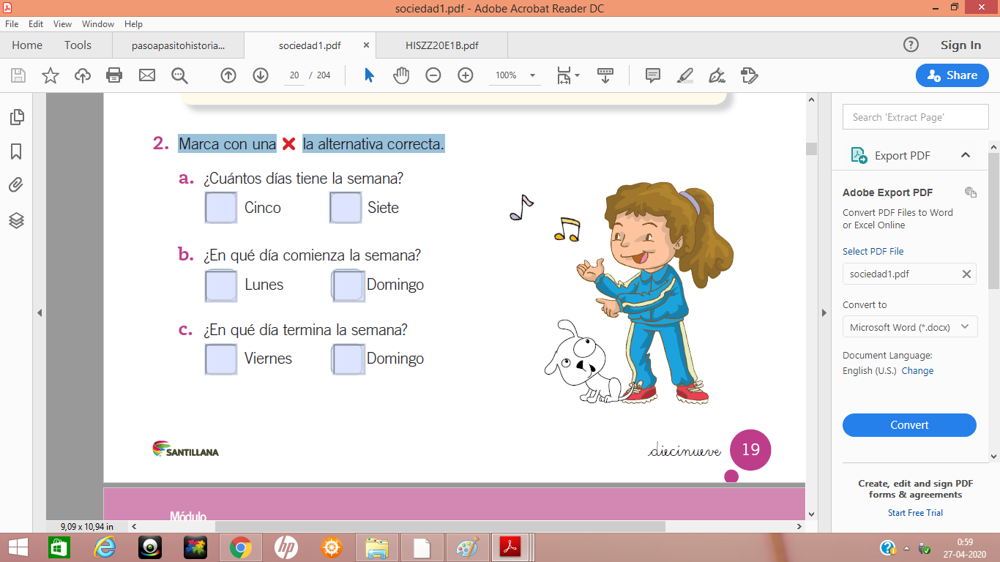 sociedad1.pdf - Adobe Acrobat Reader DC
File Edit View Window Help
Home Tools pasoapasitohistoria... sociedad1.pdf × HISZZ20E1B.pdf ? Sign In
20 / 204 100% Share
2. Marca con una × la alternativa correcta.
a. ¿Cuántos días tiene la semana?
Cinco Siete
b. ¿En qué día comienza la semana?
Lunes Domingo
c. ¿En qué día termina la semana?
Viernes Domingo
SANTILLANA diecinueve 19
Módulo
9,09 x 10,94 in
Search 'Extract Page'
Export PDF
Adobe Export PDF
Convert PDF Files to Word
or Excel Online
Select PDF File
sociedad1.pdf
Convert to
Microsoft Word (*.docx)
Document Language:
English (U.S.) Change
Convert
Create, edit and sign PDF
forms & agreements
Start Free Trial
hp
0:59
27-04-2020